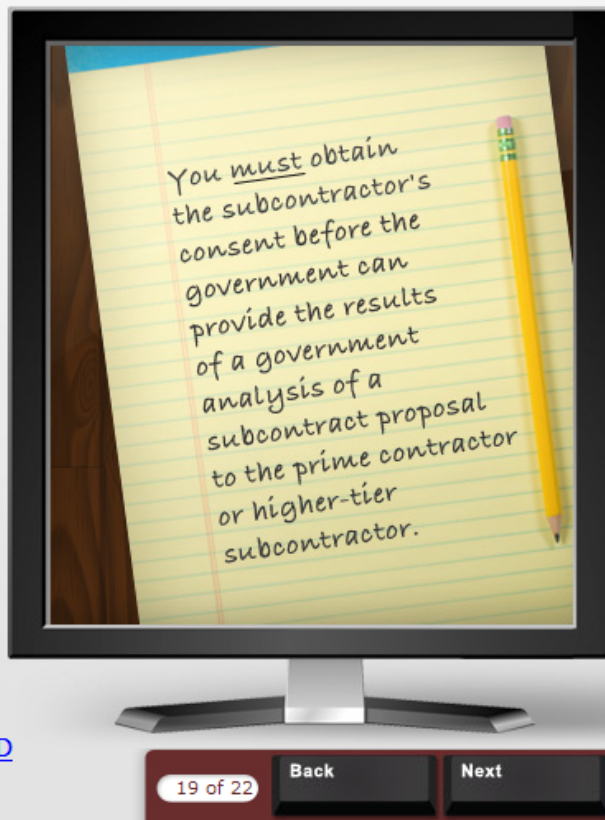 You must obtain
the subcontractor's
consent before the
government can
provide the results
of a government
analysis of a
subcontract proposal
to the prime contractor
or higher-tier
subcontractor.
D
19 of 22
Back
Next